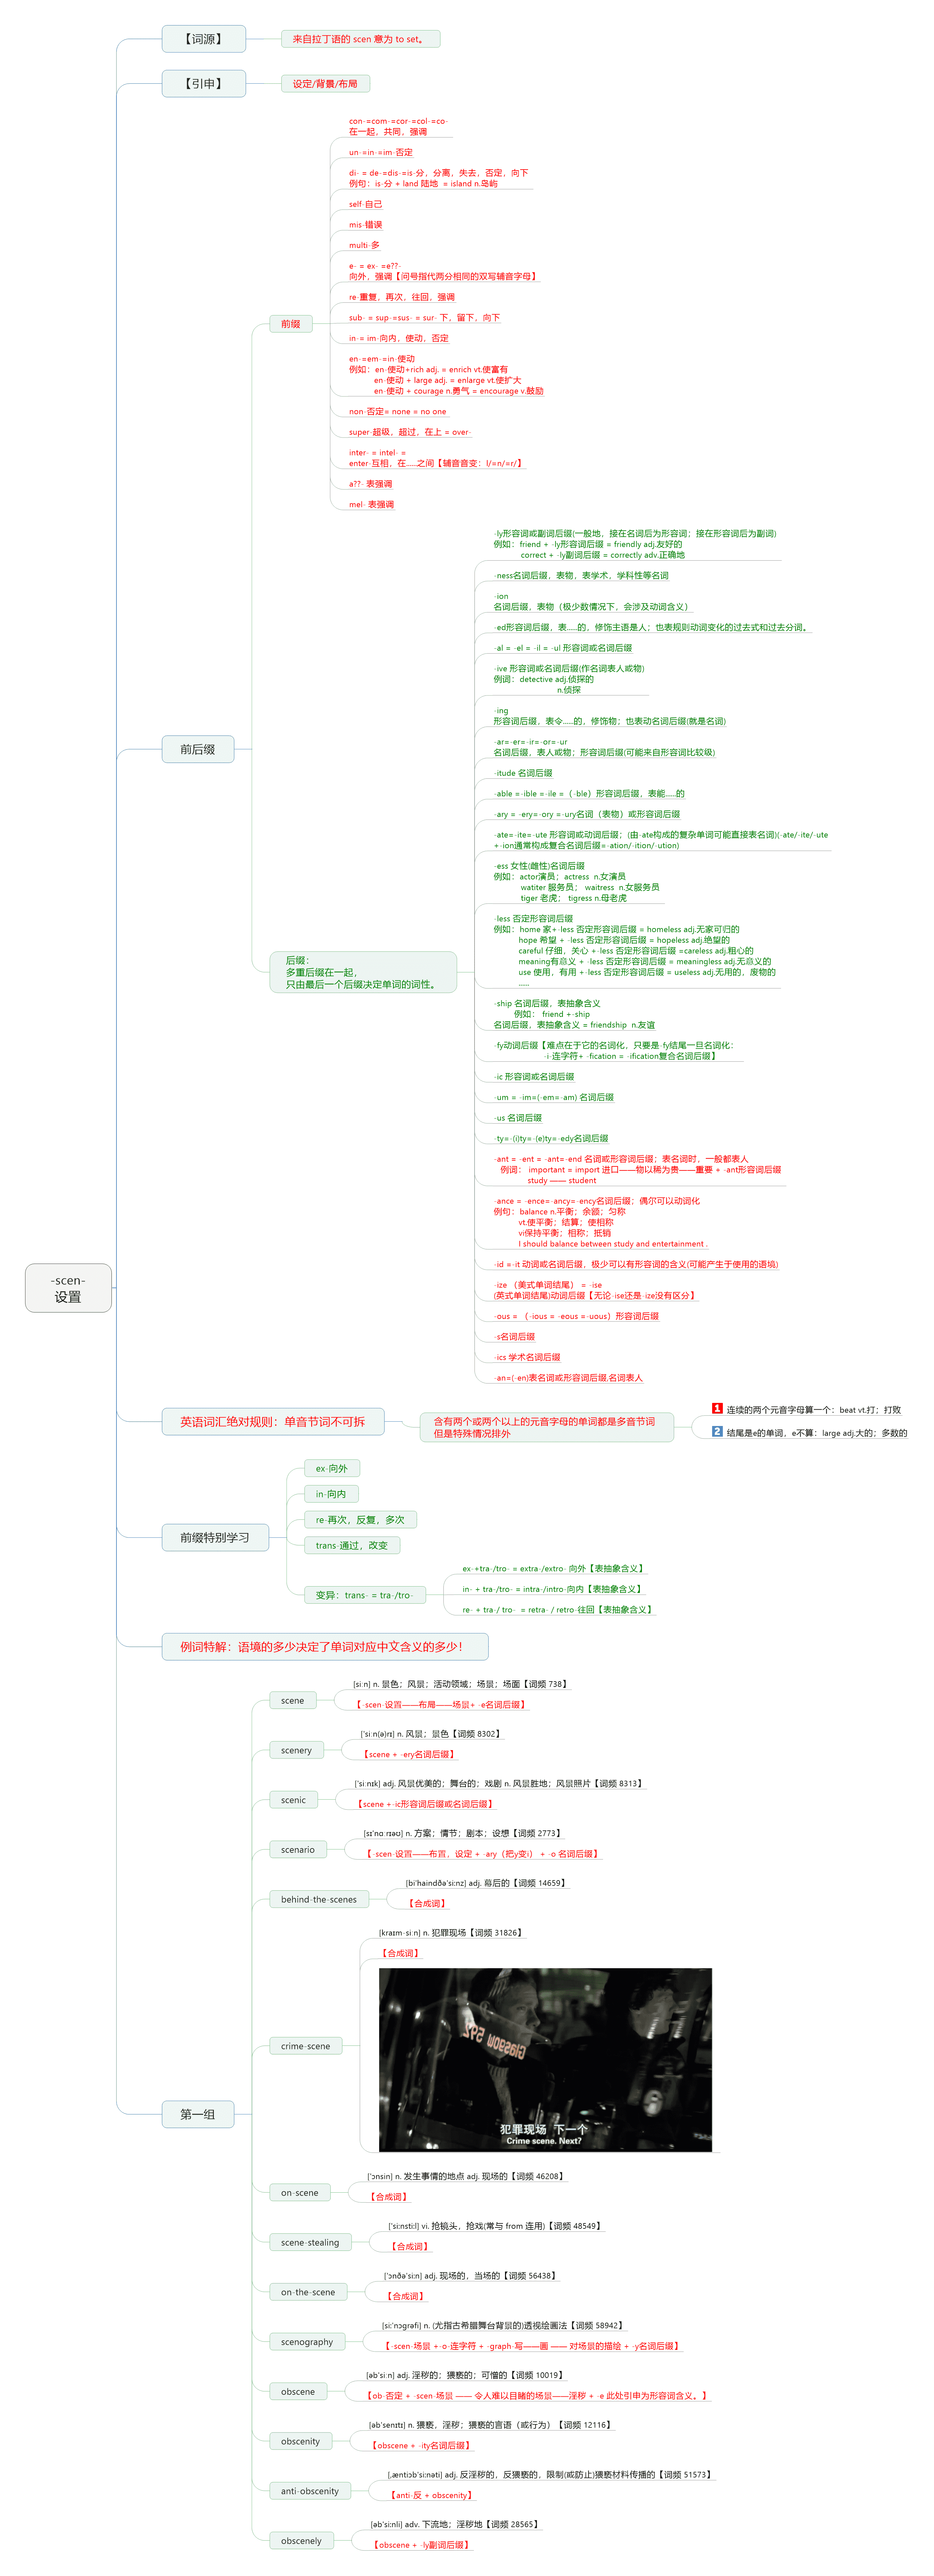 -scen-
设置
【词源】
来自拉丁语的 scen 意为 to set。
【引申】
设定/背景/布局
前后缀
前缀
con-=com-=cor-=col-=co-
在一起，共同，强调
un-=in-=im-否定
di- = de-=dis-=is-分，分离，失去，否定，向下
例句：is-分 + land 陆地 = island n.岛屿
self-自己
mis-错误
multi-多
e- = ex- =e??-
向外，强调【问号指代两分相同的双写辅音字母】
re-重复，再次，往回，强调
sub- = sup-=sus- = sur- 下，留下，向下
in-= im-向内，使动，否定
en-=em-=in-使动
例如：en-使动+rich adj. = enrich vt.使富有
en-使动 + large adj. = enlarge vt.使扩大
en-使动 + courage n.勇气 = encourage v.鼓励
non-否定= none = no one
super-超级，超过，在上 = over-
inter- = intel- =
enter-互相，在……之间【辅音音变：l/=n/=r/】
a??- 表强调
mel- 表强调
后缀：
多重后缀在一起，
只由最后一个后缀决定单词的词性。
-ly形容词或副词后缀(一般地，接在名词后为形容词；接在形容词后为副词)
例如：friend + -ly形容词后缀 = friendly adj.友好的
correct + -ly副词后缀 = correctly adv.正确地
-ness名词后缀，表物，表学术，学科性等名词
-ion
名词后缀，表物（极少数情况下，会涉及动词含义）
-ed形容词后缀，表……的，修饰主语是人；也表规则动词变化的过去式和过去分词。
-al = -el = -il = -ul 形容词或名词后缀
-ive 形容词或名词后缀(作名词表人或物)
例词：detective adj.侦探的
n.侦探
-ing
形容词后缀，表令……的，修饰物；也表动名词后缀(就是名词)
-ar=-er=-ir=-or=-ur
名词后缀，表人或物；形容词后缀(可能来自形容词比较级)
-itude 名词后缀
-able =-ible = -ile =（-ble）形容词后缀，表能……的
-ary = -ery=-ory =-ury名词（表物）或形容词后缀
-ate=-ite=-ute 形容词或动词后缀；(由-ate构成的复杂单词可能直接表名词)(-ate/-ite/-ute
+-ion通常构成复合名词后缀=-ation/-ition/-ution)
-ess 女性(雌性)名词后缀
例如：actor演员；actress n.女演员
watiter 服务员； waitress n.女服务员
tiger 老虎； tigress n.母老虎
-less 否定形容词后缀
例如：home 家+-less 否定形容词后缀 = homeless adj.无家可归的
hope 希望 + -less 否定形容词后缀 = hopeless adj.绝望的
careful 仔细，关心 +-less 否定形容词后缀 =careless adj.粗心的
meaning有意义 + -less 否定形容词后缀 = meaningless adj.无意义的
use 使用，有用 +-less 否定形容词后缀 = useless adj.无用的，废物的
……
-ship 名词后缀，表抽象含义
例如： friend +-ship
名词后缀，表抽象含义 = friendship n.友谊
-fy动词后缀【难点在于它的名词化，只要是-fy结尾一旦名词化：
-i-连字符+ -fication = -ification复合名词后缀】
-ic 形容词或名词后缀
-um = -im=(-em=-am) 名词后缀
-us 名词后缀
-ty=-(i)ty=-(e)ty=-edy名词后缀
-ant = -ent = -ant=-end 名词或形容词后缀；表名词时，一般都表人
例词： important = import 进口——物以稀为贵——重要 + -ant形容词后缀
study —— student
-ance = -ence=-ancy=-ency名词后缀；偶尔可以动词化
例句：balance n.平衡；余额；匀称
vt.使平衡；结算；使相称
vi保持平衡；相称；抵销
I should balance between study and entertainment .
-id =-it 动词或名词后缀，极少可以有形容词的含义(可能产生于使用的语境)
-ize （美式单词结尾） = -ise
(英式单词结尾)动词后缀【无论-ise还是-ize没有区分】
-ous = （-ious = -eous =-uous）形容词后缀
-s名词后缀
-ics 学术名词后缀
-an=(-en)表名词或形容词后缀,名词表人
英语词汇绝对规则：单音节词不可拆
含有两个或两个以上的元音字母的单词都是多音节词
但是特殊情况排外
1 连续的两个元音字母算一个：beat vt.打；打败
2 结尾是e的单词，e不算：large adj.大的；多数的
前缀特别学习
ex-向外
in-向内
re-再次，反复，多次
trans-通过，改变
变异：trans- = tra-/tro-
ex-+tra-/tro- = extra-/extro- 向外【表抽象含义】
in- + tra-/tro- = intra-/intro-向内【表抽象含义】
re- + tra-/ tro- = retra- / retro-往回【表抽象含义】
例词特解：语境的多少决定了单词对应中文含义的多少！
第一组
scene
[siːn] n. 景色；风景；活动领域；场景；场面【词频 738】
【-scen-设置——布局——场景+ -e名词后缀】
scenery
['siːn(ə)rɪ] n. 风景；景色【词频 8302】
【scene + -ery名词后缀】
scenic
['siːnɪk] adj. 风景优美的；舞台的；戏剧 n. 风景胜地；风景照片【词频 8313】
【scene +-ic形容词后缀或名词后缀】
scenario
[sɪ'nɑːrɪəʊ] n. 方案；情节；剧本；设想【词频 2773】
【-scen-设置——布置，设定 + -ary（把y变i） + -o 名词后缀】
behind-the-scenes
[bi'haindðə'si:nz] adj. 幕后的【词频 14659】
【合成词】
crime-scene
[kraɪm-siːn] n. 犯罪现场【词频 31826】
【合成词】
Glasgow 592
犯罪现场 下一个
Crime scene. Next?
on-scene
['ɔnsin] n. 发生事情的地点 adj. 现场的【词频 46208】
【合成词】
scene-stealing
['si:nsti:l] vi. 抢镜头，抢戏(常与 from 连用)【词频 48549】
【合成词】
on-the-scene
['ɔnðə'si:n] adj. 现场的，当场的【词频 56438】
【合成词】
scenography
[si:'nɔgrəfi] n. (尤指古希腊舞台背景的)透视绘画法【词频 58942】
【-scen-场景 +-o-连字符 + -graph-写——画 —— 对场景的描绘 + -y名词后缀】
obscene
[əb'siːn] adj. 淫秽的；猥亵的；可憎的【词频 10019】
【ob-否定 + -scen-场景 —— 令人难以目睹的场景——淫秽 + -e 此处引申为形容词含义。】
obscenity
[əb'senɪtɪ] n. 猥亵，淫秽；猥亵的言语（或行为）【词频 12116】
【obscene + -ity名词后缀】
anti-obscenity
[,æntiɔb'si:nəti] adj. 反淫秽的，反猥亵的，限制(或防止)猥亵材料传播的【词频 51573】
【anti-反 + obscenity】
obscenely
[əb'si:nli] adv. 下流地；淫秽地【词频 28565】
【obscene + -ly副词后缀】